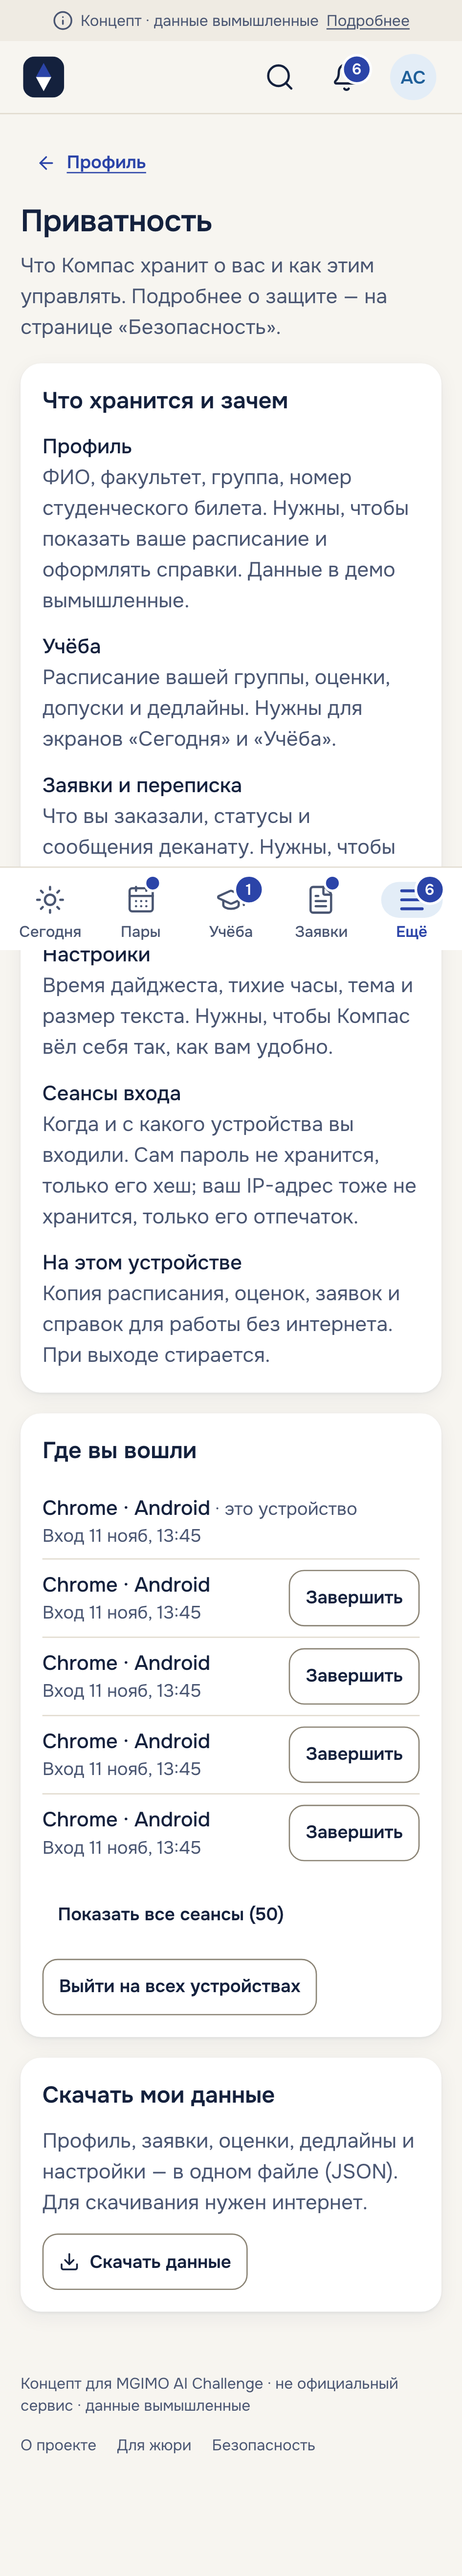 Концепт · данные вымышленные Подробнее
6
АС
Профиль
Приватность
Что Компас хранит о вас и как этим
управлять. Подробнее о защите — на
странице «Безопасность».
Что хранится и зачем
Профиль
ФИО, факультет, группа, номер
студенческого билета. Нужны, чтобы
показать ваше расписание и
оформлять справки. Данные в демо
вымышленные.
Учёба
Расписание вашей группы, оценки,
допуски и дедлайны. Нужны для
экранов «Сегодня» и «Учёба».
Заявки и переписка
Что вы заказали, статусы и
сообщения деканату. Нужны, чтобы
1
6
Сегодня Пары Учёба Заявки Ещё
Настройки
Время дайджеста, тихие часы, тема и
размер текста. Нужны, чтобы Компас
вёл себя так, как вам удобно.
Сеансы входа
Когда и с какого устройства вы
входили. Сам пароль не хранится,
только его хеш; ваш IP-адрес тоже не
хранится, только его отпечаток.
На этом устройстве
Копия расписания, оценок, заявок и
справок для работы без интернета.
При выходе стирается.
Где вы вошли
Chrome · Android · это устройство
Вход 11 нояб, 13:45
Chrome · Android
Вход 11 нояб, 13:45
Завершить
Chrome · Android
Вход 11 нояб, 13:45
Завершить
Chrome · Android
Вход 11 нояб, 13:45
Завершить
Chrome · Android
Вход 11 нояб, 13:45
Завершить
Показать все сеансы (50)
Выйти на всех устройствах
Скачать мои данные
Профиль, заявки, оценки, дедлайны и
настройки — в одном файле (JSON).
Для скачивания нужен интернет.
Скачать данные
Концепт для MGIMO AI Challenge · не официальный
сервис · данные вымышленные
О проекте Для жюри Безопасность